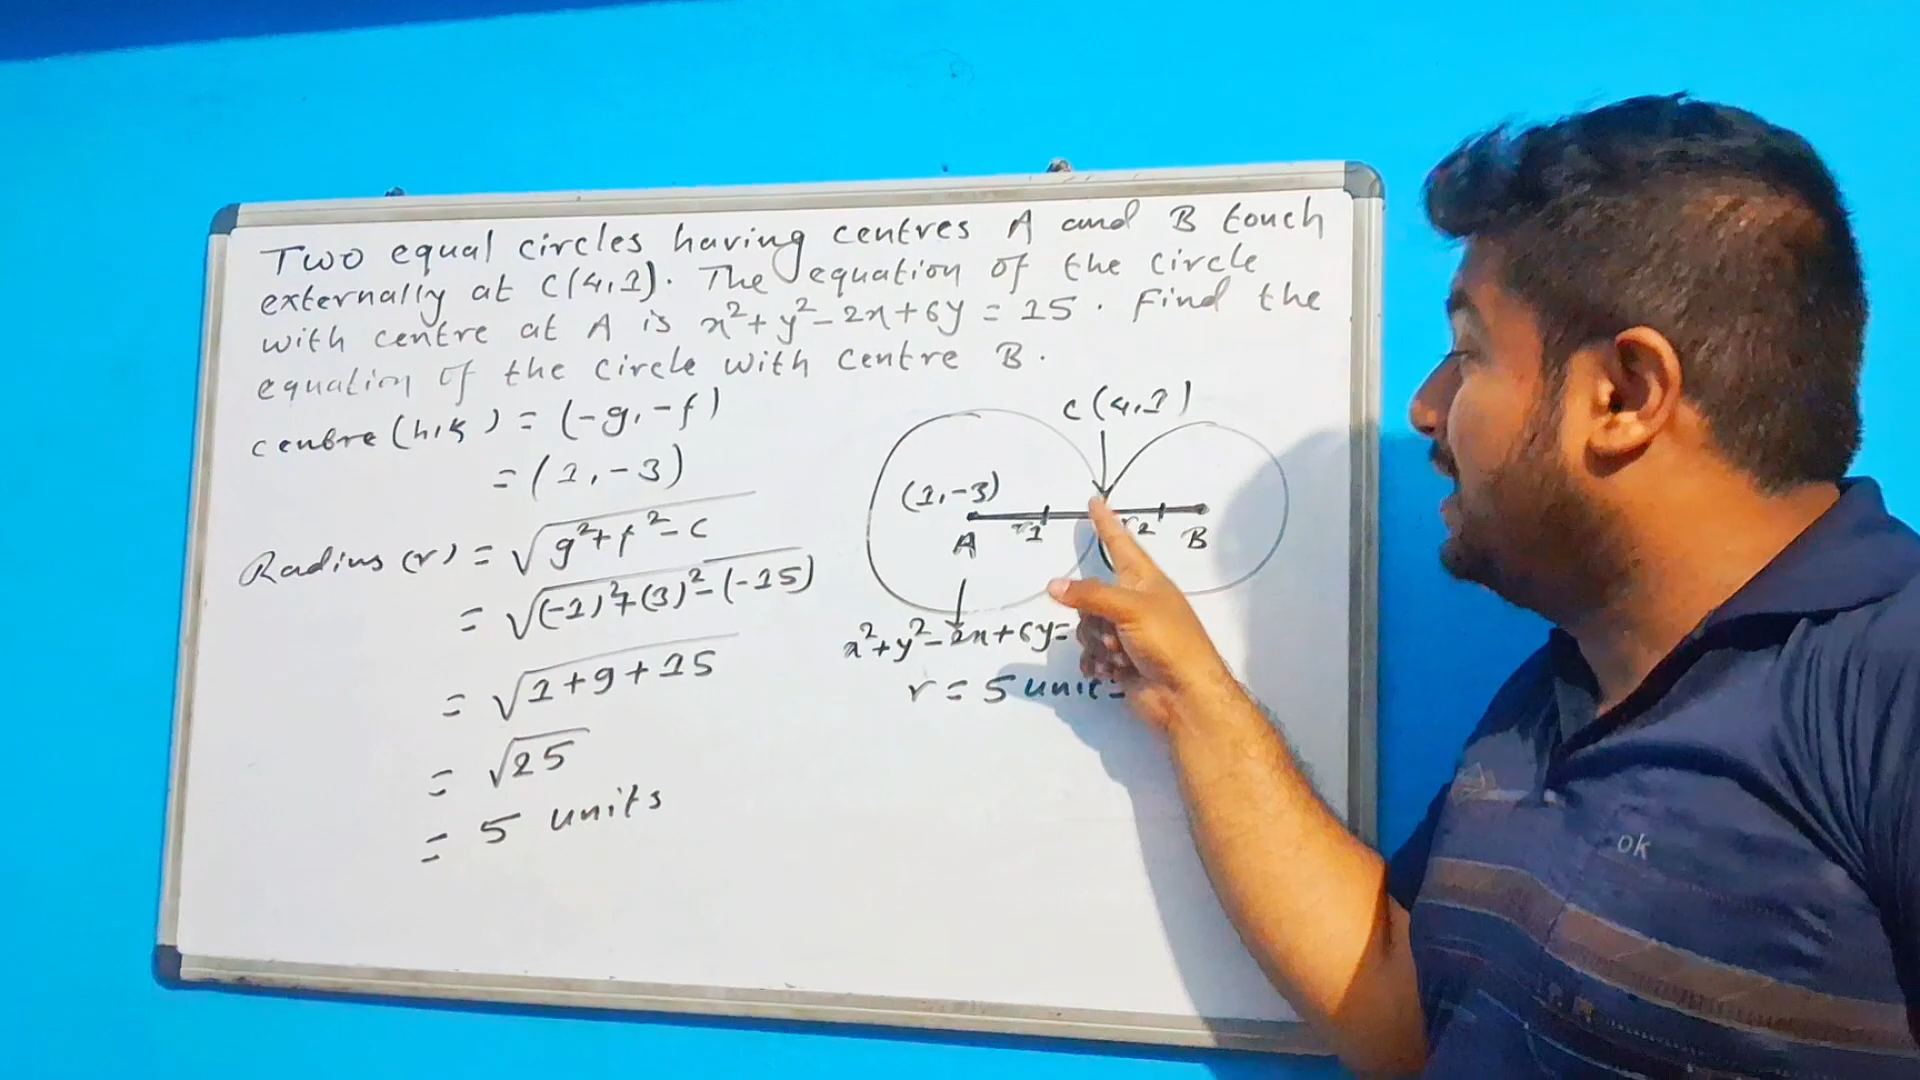 Two equal circles having centres A and B touch
externally at C(4,1). The equation of the circle
with centre at A is x²+y²-2x+6y = 15. Find the
equation of the circle with centre B.
centre (h,k) = (-g, -f)
= (1, -3)
Radius (r) = √g²+f²-c
= √(-1)²+(3)²-(-15)
= √1+9+15
= √25
= 5 units
C(4,1)
(1,-3)
A r1 r2 B
x²+y²-2x+6y=
r = 5 units
ok